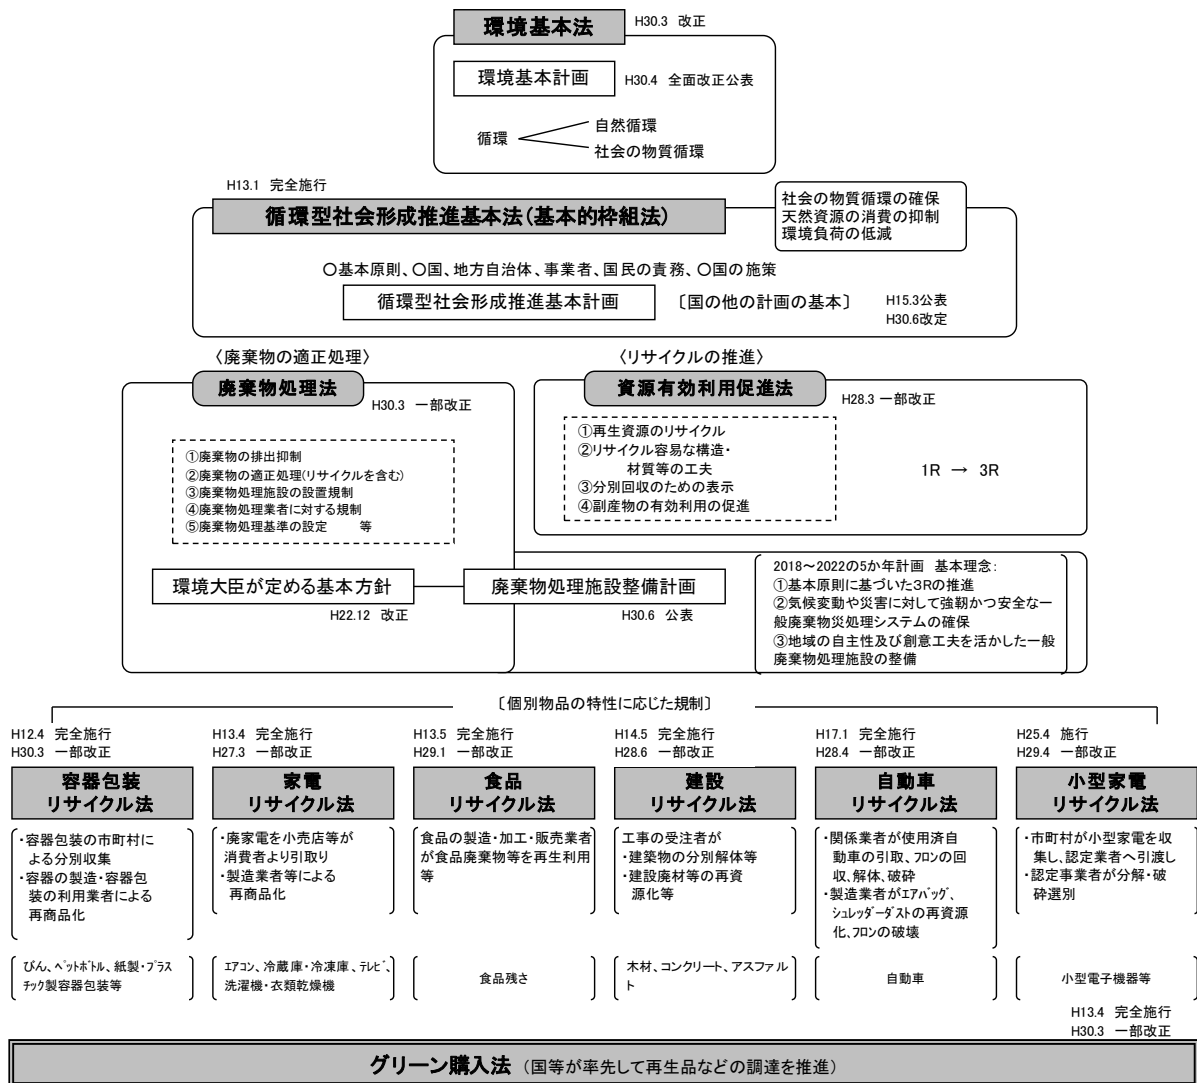 環境基本法
H30.3 改正
環境基本計画
H30.4 全面改正公表
循環
自然循環
社会の物質循環
H13.1 完全施行
循環型社会形成推進基本法(基本的枠組法)
社会の物質循環の確保
天然資源の消費の抑制
環境負荷の低減
〇基本原則、〇国、地方自治体、事業者、国民の責務、〇国の施策
循環型社会形成推進基本計画
〔国の他の計画の基本〕
H15.3公表
H30.6改定
〈廃棄物の適正処理〉
廃棄物処理法
H30.3 一部改正
①廃棄物の排出抑制
②廃棄物の適正処理(リサイクルを含む)
③廃棄物処理施設の設置規制
④廃棄物処理業者に対する規制
⑤廃棄物処理基準の設定 等
〈リサイクルの推進〉
資源有効利用促進法
H28.3 一部改正
①再生資源のリサイクル
②リサイクル容易な構造・
材質等の工夫
③分別回収のための表示
④副産物の有効利用の促進
1R → 3R
環境大臣が定める基本方針
H22.12 改正
廃棄物処理施設整備計画
H30.6 公表
2018～2022の5か年計画 基本理念:
①基本原則に基づいた3Rの推進
②気候変動や災害に対して強靭かつ安全な一
般廃棄物災処理システムの確保
③地域の自主性及び創意工夫を活かした一般
廃棄物処理施設の整備
〔個別物品の特性に応じた規制〕
H12.4 完全施行
H30.3 一部改正
容器包装
リサイクル法
・容器包装の市町村に
よる分別収集
・容器の製造・容器包
装の利用業者による
再商品化
びん、ペットボトル、紙製・プラス
チック製容器包装等
H13.4 完全施行
H27.3 一部改正
家電
リサイクル法
・廃家電を小売店等が
消費者より引取り
・製造業者等による
再商品化
エアコン、冷蔵庫・冷凍庫、テレビ、
洗濯機・衣類乾燥機
H13.5 完全施行
H29.1 一部改正
食品
リサイクル法
食品の製造・加工・販売業者
が食品廃棄物等を再生利用
等
食品残さ
H14.5 完全施行
H28.6 一部改正
建設
リサイクル法
工事の受注者が
・建築物の分別解体等
・建設廃材等の再資
源化等
木材、コンクリート、アスファル
ト
H17.1 完全施行
H28.4 一部改正
自動車
リサイクル法
・関係業者が使用済自
動車の引取、フロンの回
収、解体、破砕
・製造業者がエアバッグ、
シュレッダーダストの再資源
化、フロンの破壊
自動車
H25.4 施行
H29.4 一部改正
小型家電
リサイクル法
・市町村が小型家電を収
集し、認定業者へ引渡し
・認定事業者が分解・破
砕選別
小型電子機器等
H13.4 完全施行
H30.3 一部改正
グリーン購入法 (国等が率先して再生品などの調達を推進)